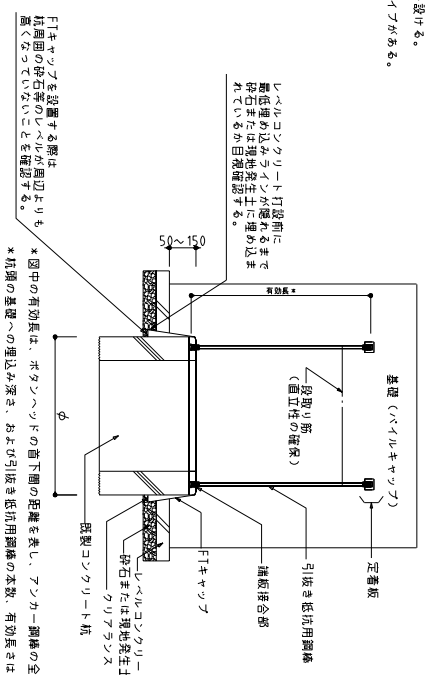 設ける。
イプがある。
レベルコンクリート打設前に
最低埋め込みラインが隠れるまで
砕石または現地発生土に埋め込ま
れているか目視確認する。
FTキャップを設置する際は
杭周囲の砕石等のレベルが周辺よりも
高くなっていないことを確認する。
50～150
有効長*
基礎（パイルキャップ）
段取り筋
（直立性の確保）
定着板
引抜き抵抗用鋼棒
端板接合部
FTキャップ
レベルコンクリー
砕石または現地発生土
クリアランス
既製コンクリート杭
φ
*図中の有効長は、ボタンヘッドの首下間の距離を表し、アンカー鋼棒の全
*杭頭の基礎への埋込み深さ、および引抜き抵抗用鋼棒の本数、有効長さは